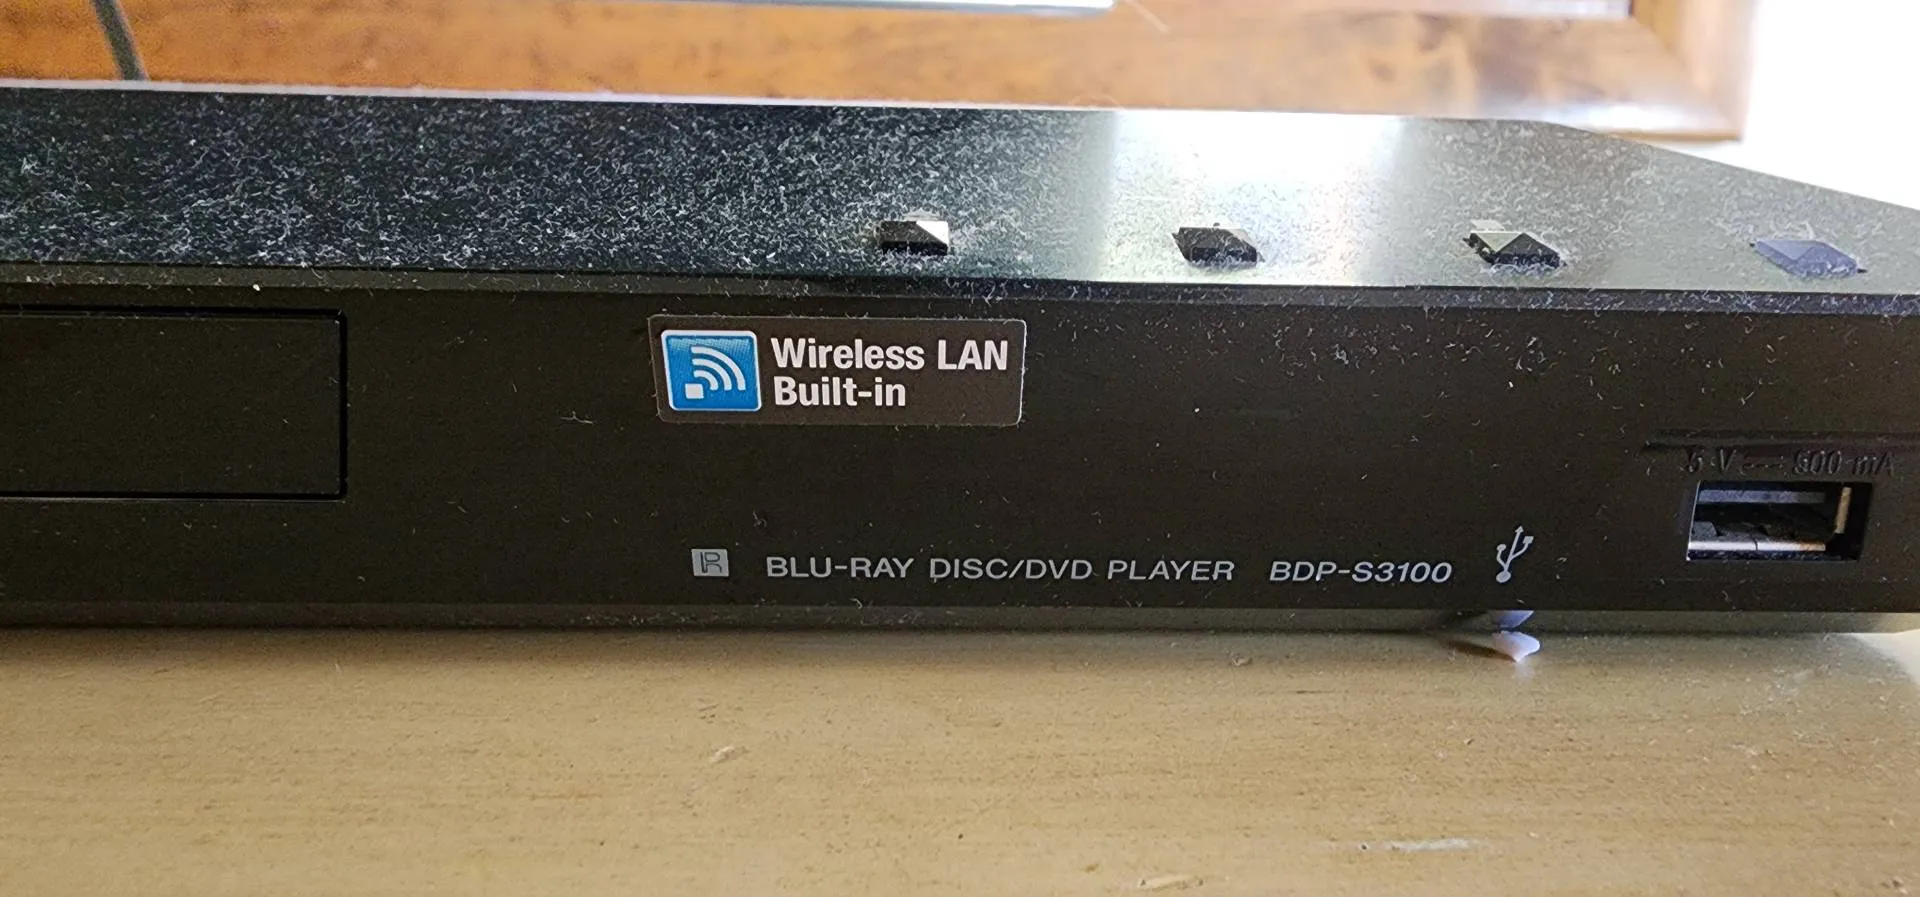 Wireless LAN
Built-in
5 V 500 mA
R BLU-RAY DISC/DVD PLAYER BDP-S3100